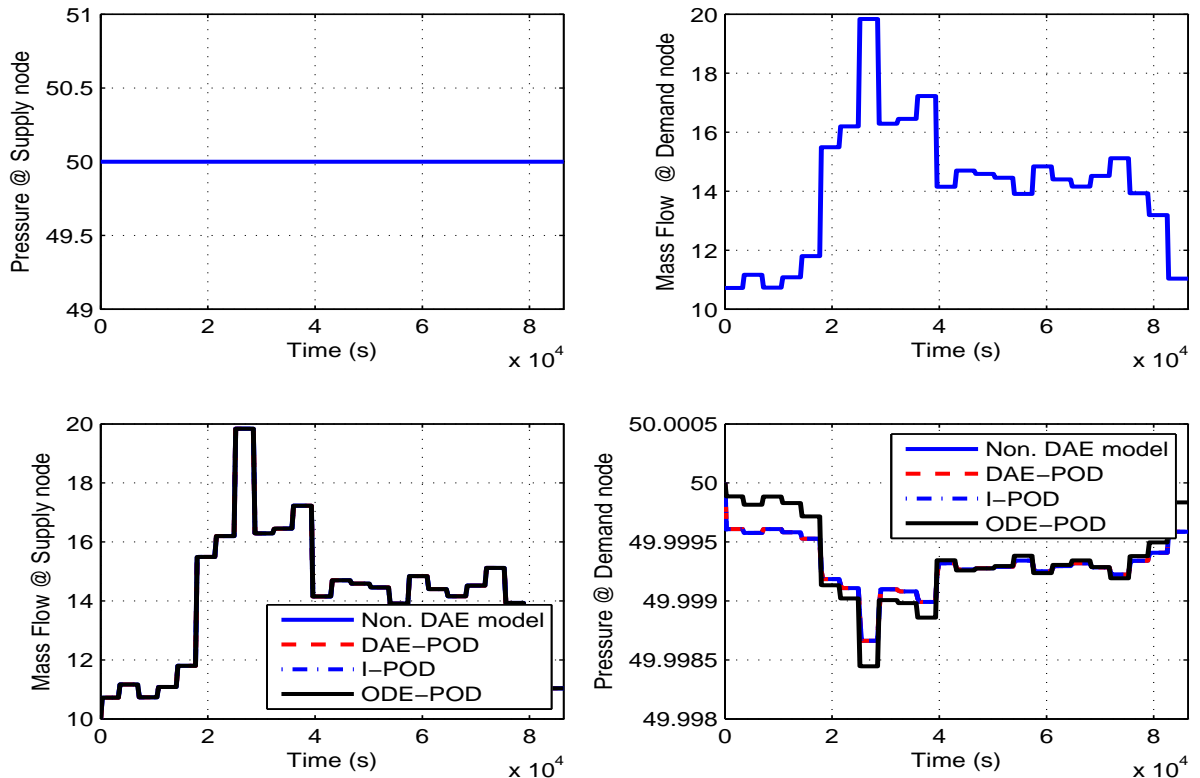 51
50.5
50
49.5
49
Pressure @ Supply node
0
2
4
6
8
Time (s)
x 10^4
20
18
16
14
12
10
Mass Flow @ Demand node
0
2
4
6
8
Time (s)
x 10^4
20
18
16
14
12
10
Mass Flow @ Supply node
Non. DAE model
DAE−POD
I−POD
ODE−POD
0
2
4
6
8
Time (s)
x 10^4
50.0005
50
49.9995
49.999
49.9985
49.998
Pressure @ Demand node
Non. DAE model
DAE−POD
I−POD
ODE−POD
0
2
4
6
8
Time (s)
x 10^4